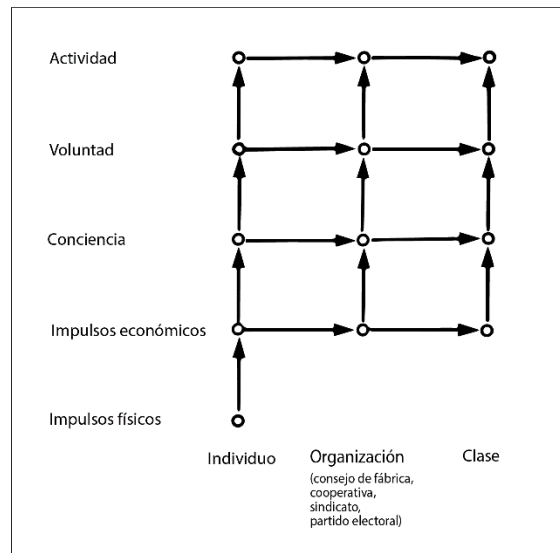 Actividad
Voluntad
Conciencia
Impulsos económicos
Impulsos físicos
Individuo
Organización
(consejo de fábrica,
cooperativa,
sindicato,
partido electoral)
Clase